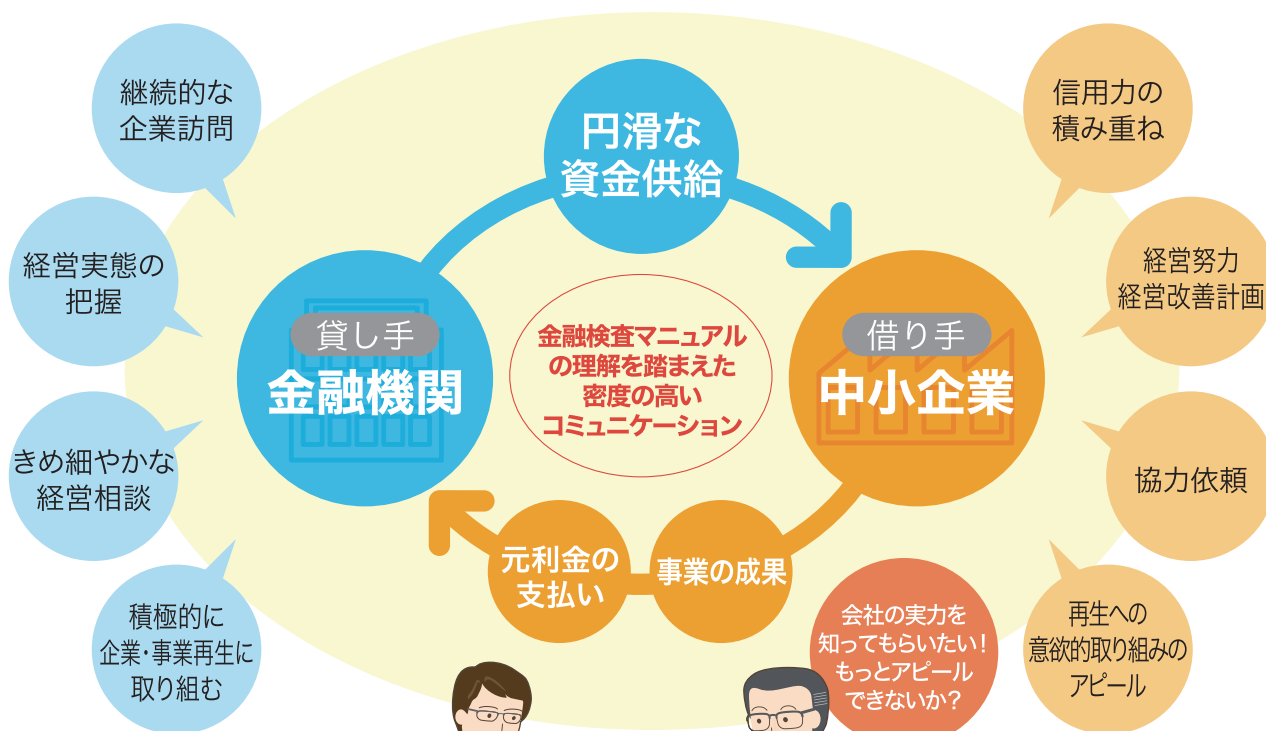 継続的な
企業訪問
経営実態の
把握
きめ細やかな
経営相談
積極的に
企業・事業再生に
取り組む
円滑な
資金供給
貸し手
金融機関
金融検査マニュアル
の理解を踏まえた
密度の高い
コミュニケーション
借り手
中小企業
元利金の
支払い
事業の成果
会社の実力を
知ってもらいたい！
もっとアピール
できないか？
信用力の
積み重ね
経営努力
経営改善計画
協力依頼
再生への
意欲的取り組みの
アピール